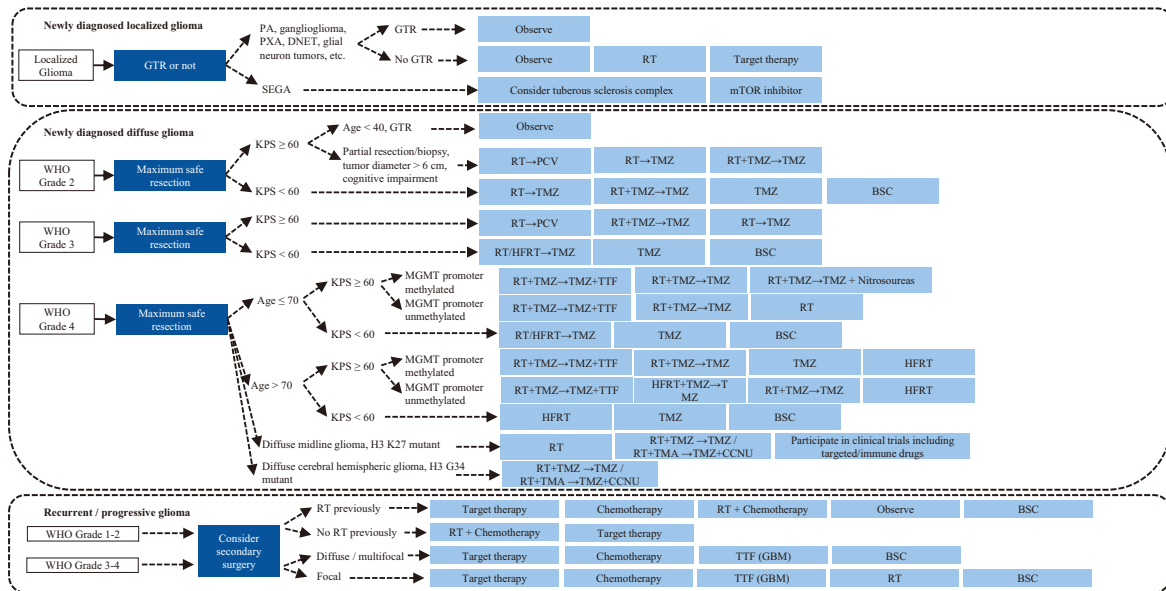 Newly diagnosed localized glioma
Localized
Glioma
GTR or not
PA, ganglioglioma,
PXA, DNET, glial
neuron tumors, etc.
GTR
Observe
No GTR
Observe
RT
Target therapy
SEGA
Consider tuberous sclerosis complex
mTOR inhibitor
Newly diagnosed diffuse glioma
WHO
Grade 2
Maximum safe
resection
KPS ≥ 60
Age < 40, GTR
Observe
Partial resection/biopsy,
tumor diameter > 6 cm,
cognitive impairment
RT→PCV
RT→TMZ
RT+TMZ→TMZ
KPS < 60
RT→TMZ
RT+TMZ→TMZ
TMZ
BSC
WHO
Grade 3
Maximum safe
resection
KPS ≥ 60
RT→PCV
RT+TMZ→TMZ
RT→TMZ
KPS < 60
RT/HFRT→TMZ
TMZ
BSC
WHO
Grade 4
Maximum safe
resection
Age ≤ 70
KPS ≥ 60
MGMT promoter
methylated
RT+TMZ→TMZ+TTF
RT+TMZ→TMZ
RT+TMZ→TMZ + Nitrosoureas
MGMT promoter
unmethylated
RT+TMZ→TMZ+TTF
RT+TMZ→TMZ
RT
KPS < 60
RT/HFRT→TMZ
TMZ
BSC
Age > 70
KPS ≥ 60
MGMT promoter
methylated
RT+TMZ→TMZ+TTF
RT+TMZ→TMZ
TMZ
HFRT
MGMT promoter
unmethylated
RT+TMZ→TMZ+TTF
HFRT+TMZ→T
MZ
RT+TMZ→TMZ
HFRT
KPS < 60
HFRT
TMZ
BSC
Diffuse midline glioma, H3 K27 mutant
RT
RT+TMZ →TMZ /
RT+TMA →TMZ+CCNU
Participate in clinical trials including
targeted/immune drugs
Diffuse cerebral hemispheric glioma, H3 G34
mutant
RT+TMZ →TMZ /
RT+TMA →TMZ+CCNU
Recurrent / progressive glioma
WHO Grade 1-2
WHO Grade 3-4
Consider
secondary
surgery
RT previously
Target therapy
Chemotherapy
RT + Chemotherapy
Observe
BSC
No RT previously
RT + Chemotherapy
Target therapy
Diffuse / multifocal
Target therapy
Chemotherapy
TTF (GBM)
BSC
Focal
Target therapy
Chemotherapy
TTF (GBM)
RT
BSC